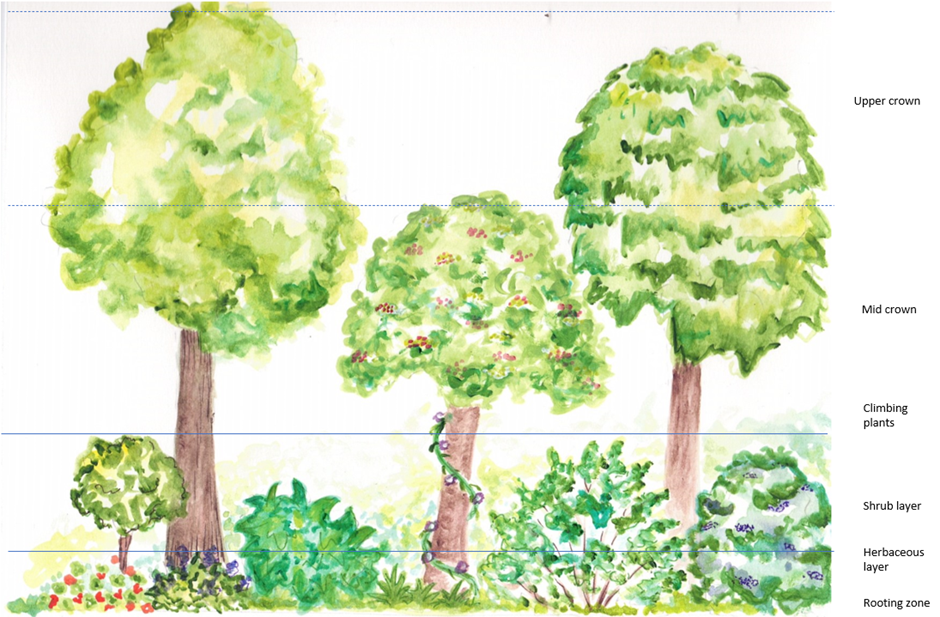 Upper crown
Mid crown
Climbing
plants
Shrub layer
Herbaceous
layer
Rooting zone